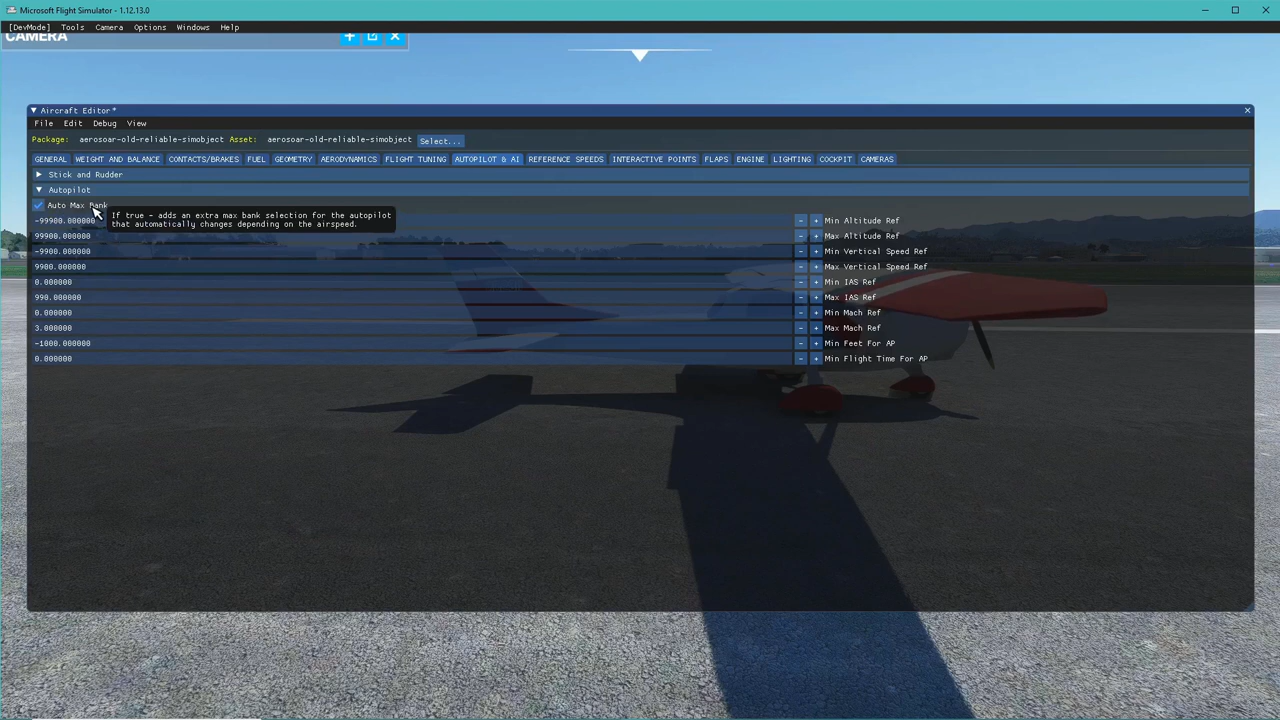 Microsoft Flight Simulator - 1.12.13.0
[DevMode] Tools Camera Options Windows Help
CAMERA
Aircraft Editor*
File Edit Debug View
Package: aerosoar-old-reliable-simobject Asset: aerosoar-old-reliable-simobject Select...
GENERAL WEIGHT AND BALANCE CONTACTS/BRAKES FUEL GEOMETRY AERODYNAMICS FLIGHT TUNING AUTOPILOT & AI REFERENCE SPEEDS INTERACTIVE POINTS FLAPS ENGINE LIGHTING COCKPIT CAMERAS
Stick and Rudder
Autopilot
Auto Max Bank
If true - adds an extra max bank selection for the autopilot
that automatically changes depending on the airspeed.
-99900.000000 - + Min Altitude Ref
99900.000000 - + Max Altitude Ref
-9900.000000 - + Min Vertical Speed Ref
9900.000000 - + Max Vertical Speed Ref
0.000000 - + Min IAS Ref
990.000000 - + Max IAS Ref
0.000000 - + Min Mach Ref
3.000000 - + Max Mach Ref
-1000.000000 - + Min Feet For AP
0.000000 - + Min Flight Time For AP